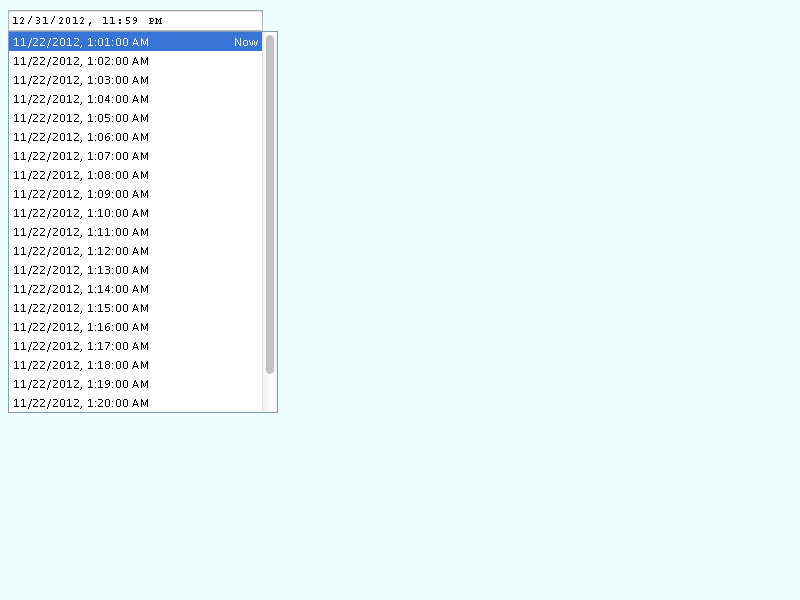 12/31/2012, 11:59 PM
11/22/2012, 1:01:00 AM Now
11/22/2012, 1:02:00 AM
11/22/2012, 1:03:00 AM
11/22/2012, 1:04:00 AM
11/22/2012, 1:05:00 AM
11/22/2012, 1:06:00 AM
11/22/2012, 1:07:00 AM
11/22/2012, 1:08:00 AM
11/22/2012, 1:09:00 AM
11/22/2012, 1:10:00 AM
11/22/2012, 1:11:00 AM
11/22/2012, 1:12:00 AM
11/22/2012, 1:13:00 AM
11/22/2012, 1:14:00 AM
11/22/2012, 1:15:00 AM
11/22/2012, 1:16:00 AM
11/22/2012, 1:17:00 AM
11/22/2012, 1:18:00 AM
11/22/2012, 1:19:00 AM
11/22/2012, 1:20:00 AM